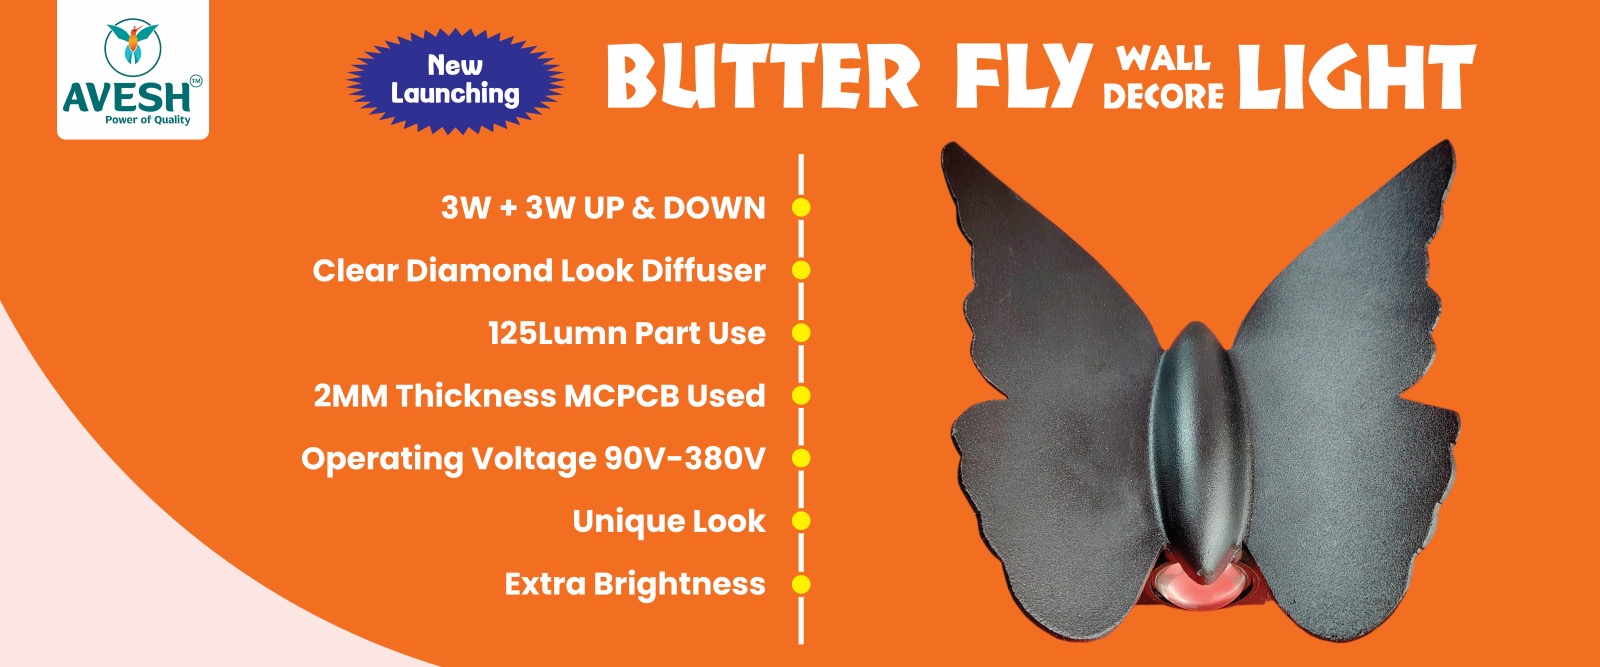 AVESH™
Power of Quality
New
Launching
BUTTER FLY WALL DECORE LIGHT
3W + 3W UP & DOWN
Clear Diamond Look Diffuser
125Lumn Part Use
2MM Thickness MCPCB Used
Operating Voltage 90V-380V
Unique Look
Extra Brightness